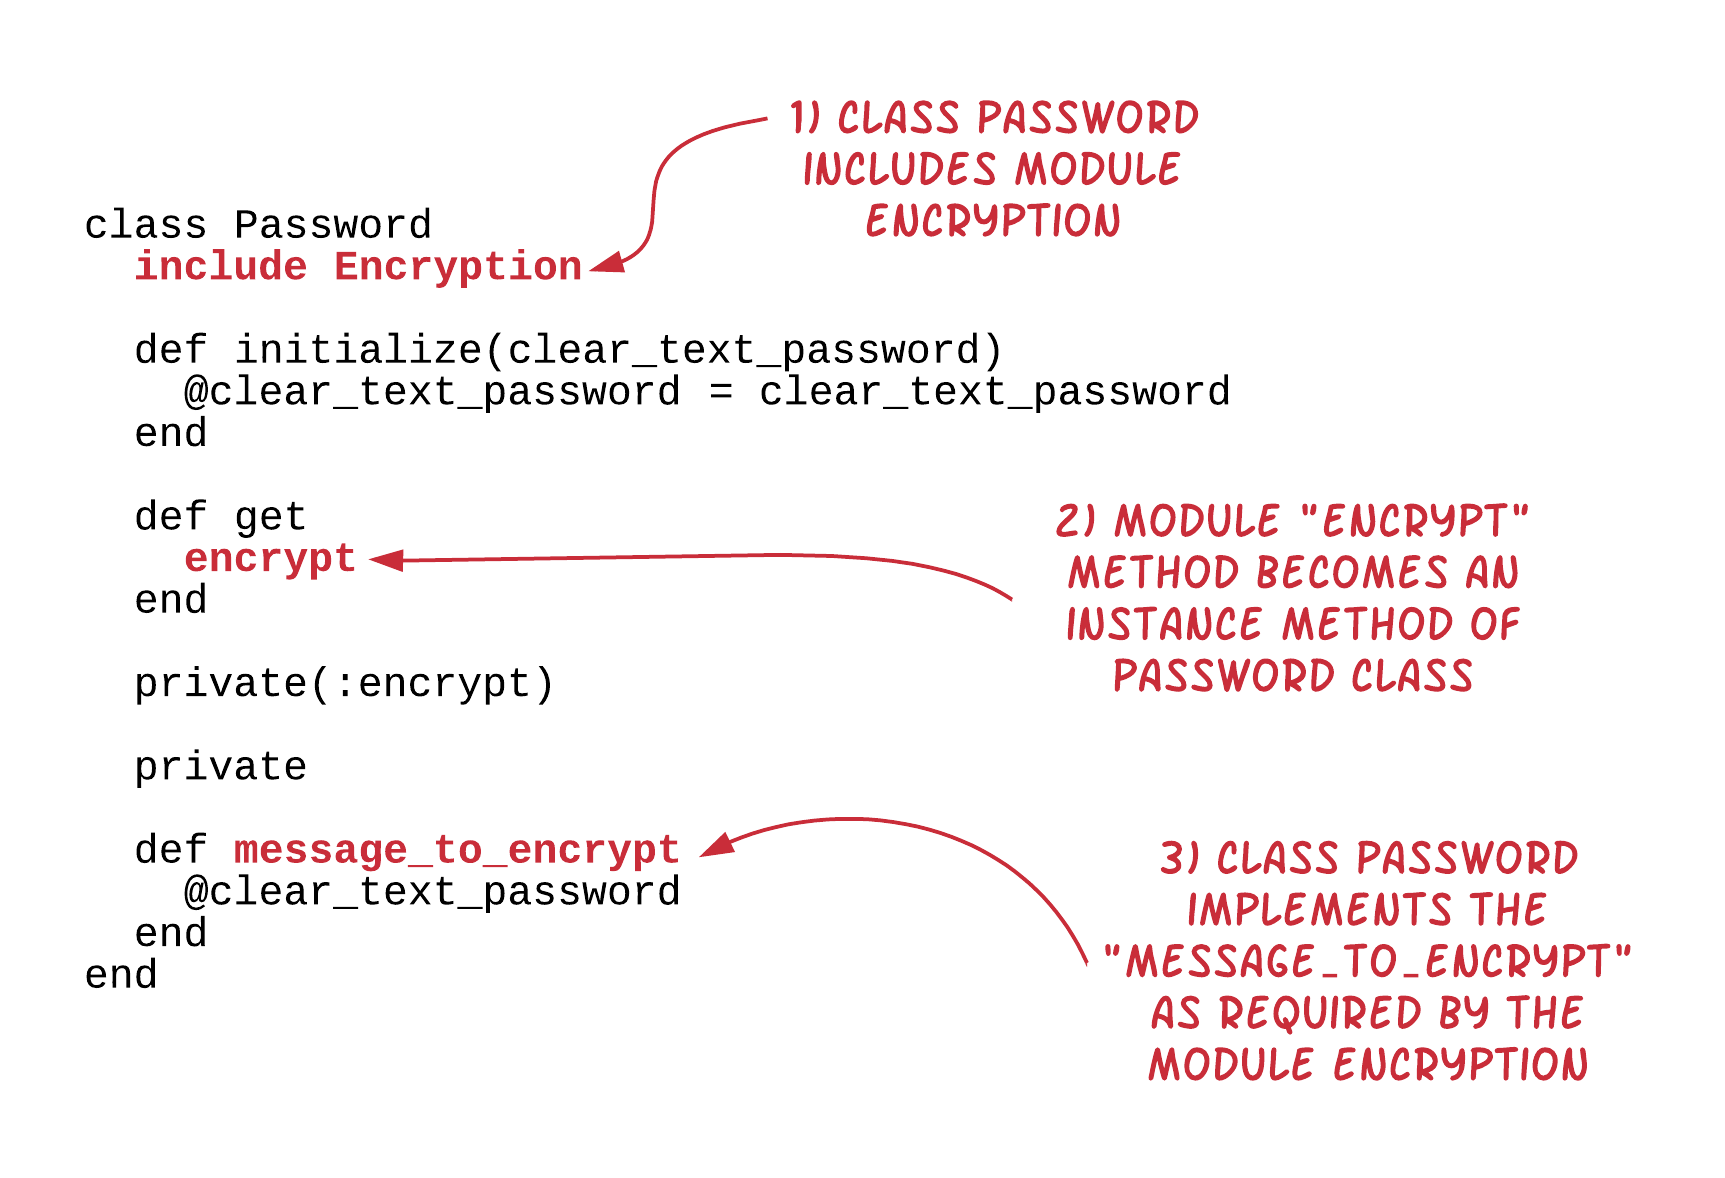 1) CLASS PASSWORD
INCLUDES MODULE
ENCRYPTION
class Password
  include Encryption

  def initialize(clear_text_password)
    @clear_text_password = clear_text_password
  end

  def get
    encrypt
  end

  private(:encrypt)

  private

  def message_to_encrypt
    @clear_text_password
  end
end
2) MODULE "ENCRYPT"
METHOD BECOMES AN
INSTANCE METHOD OF
PASSWORD CLASS
3) CLASS PASSWORD
IMPLEMENTS THE
"MESSAGE_TO_ENCRYPT"
AS REQUIRED BY THE
MODULE ENCRYPTION